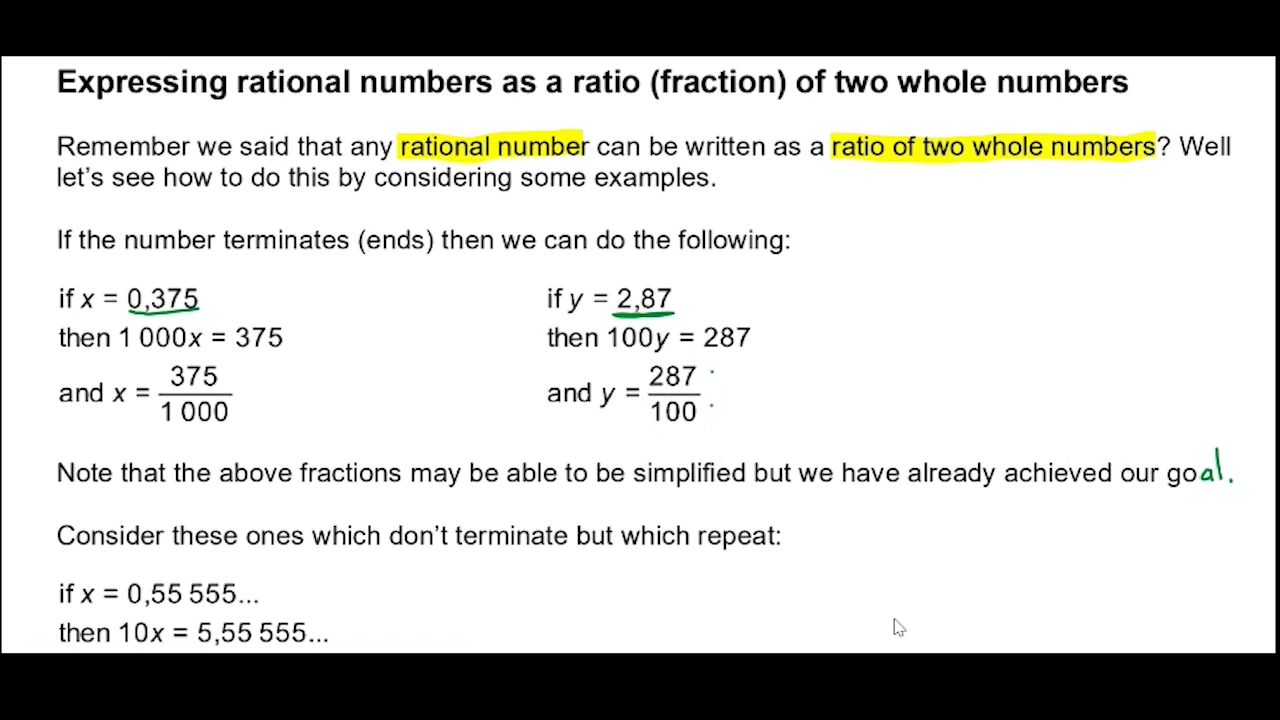 Expressing rational numbers as a ratio (fraction) of two whole numbers
Remember we said that any rational number can be written as a ratio of two whole numbers? Well
let's see how to do this by considering some examples.
If the number terminates (ends) then we can do the following:
if x = 0,375
then 1 000x = 375
and x = 375/1 000
if y = 2,87
then 100y = 287
and y = 287/100
Note that the above fractions may be able to be simplified but we have already achieved our goal.
Consider these ones which don't terminate but which repeat:
if x = 0,55 555...
then 10x = 5,55 555...